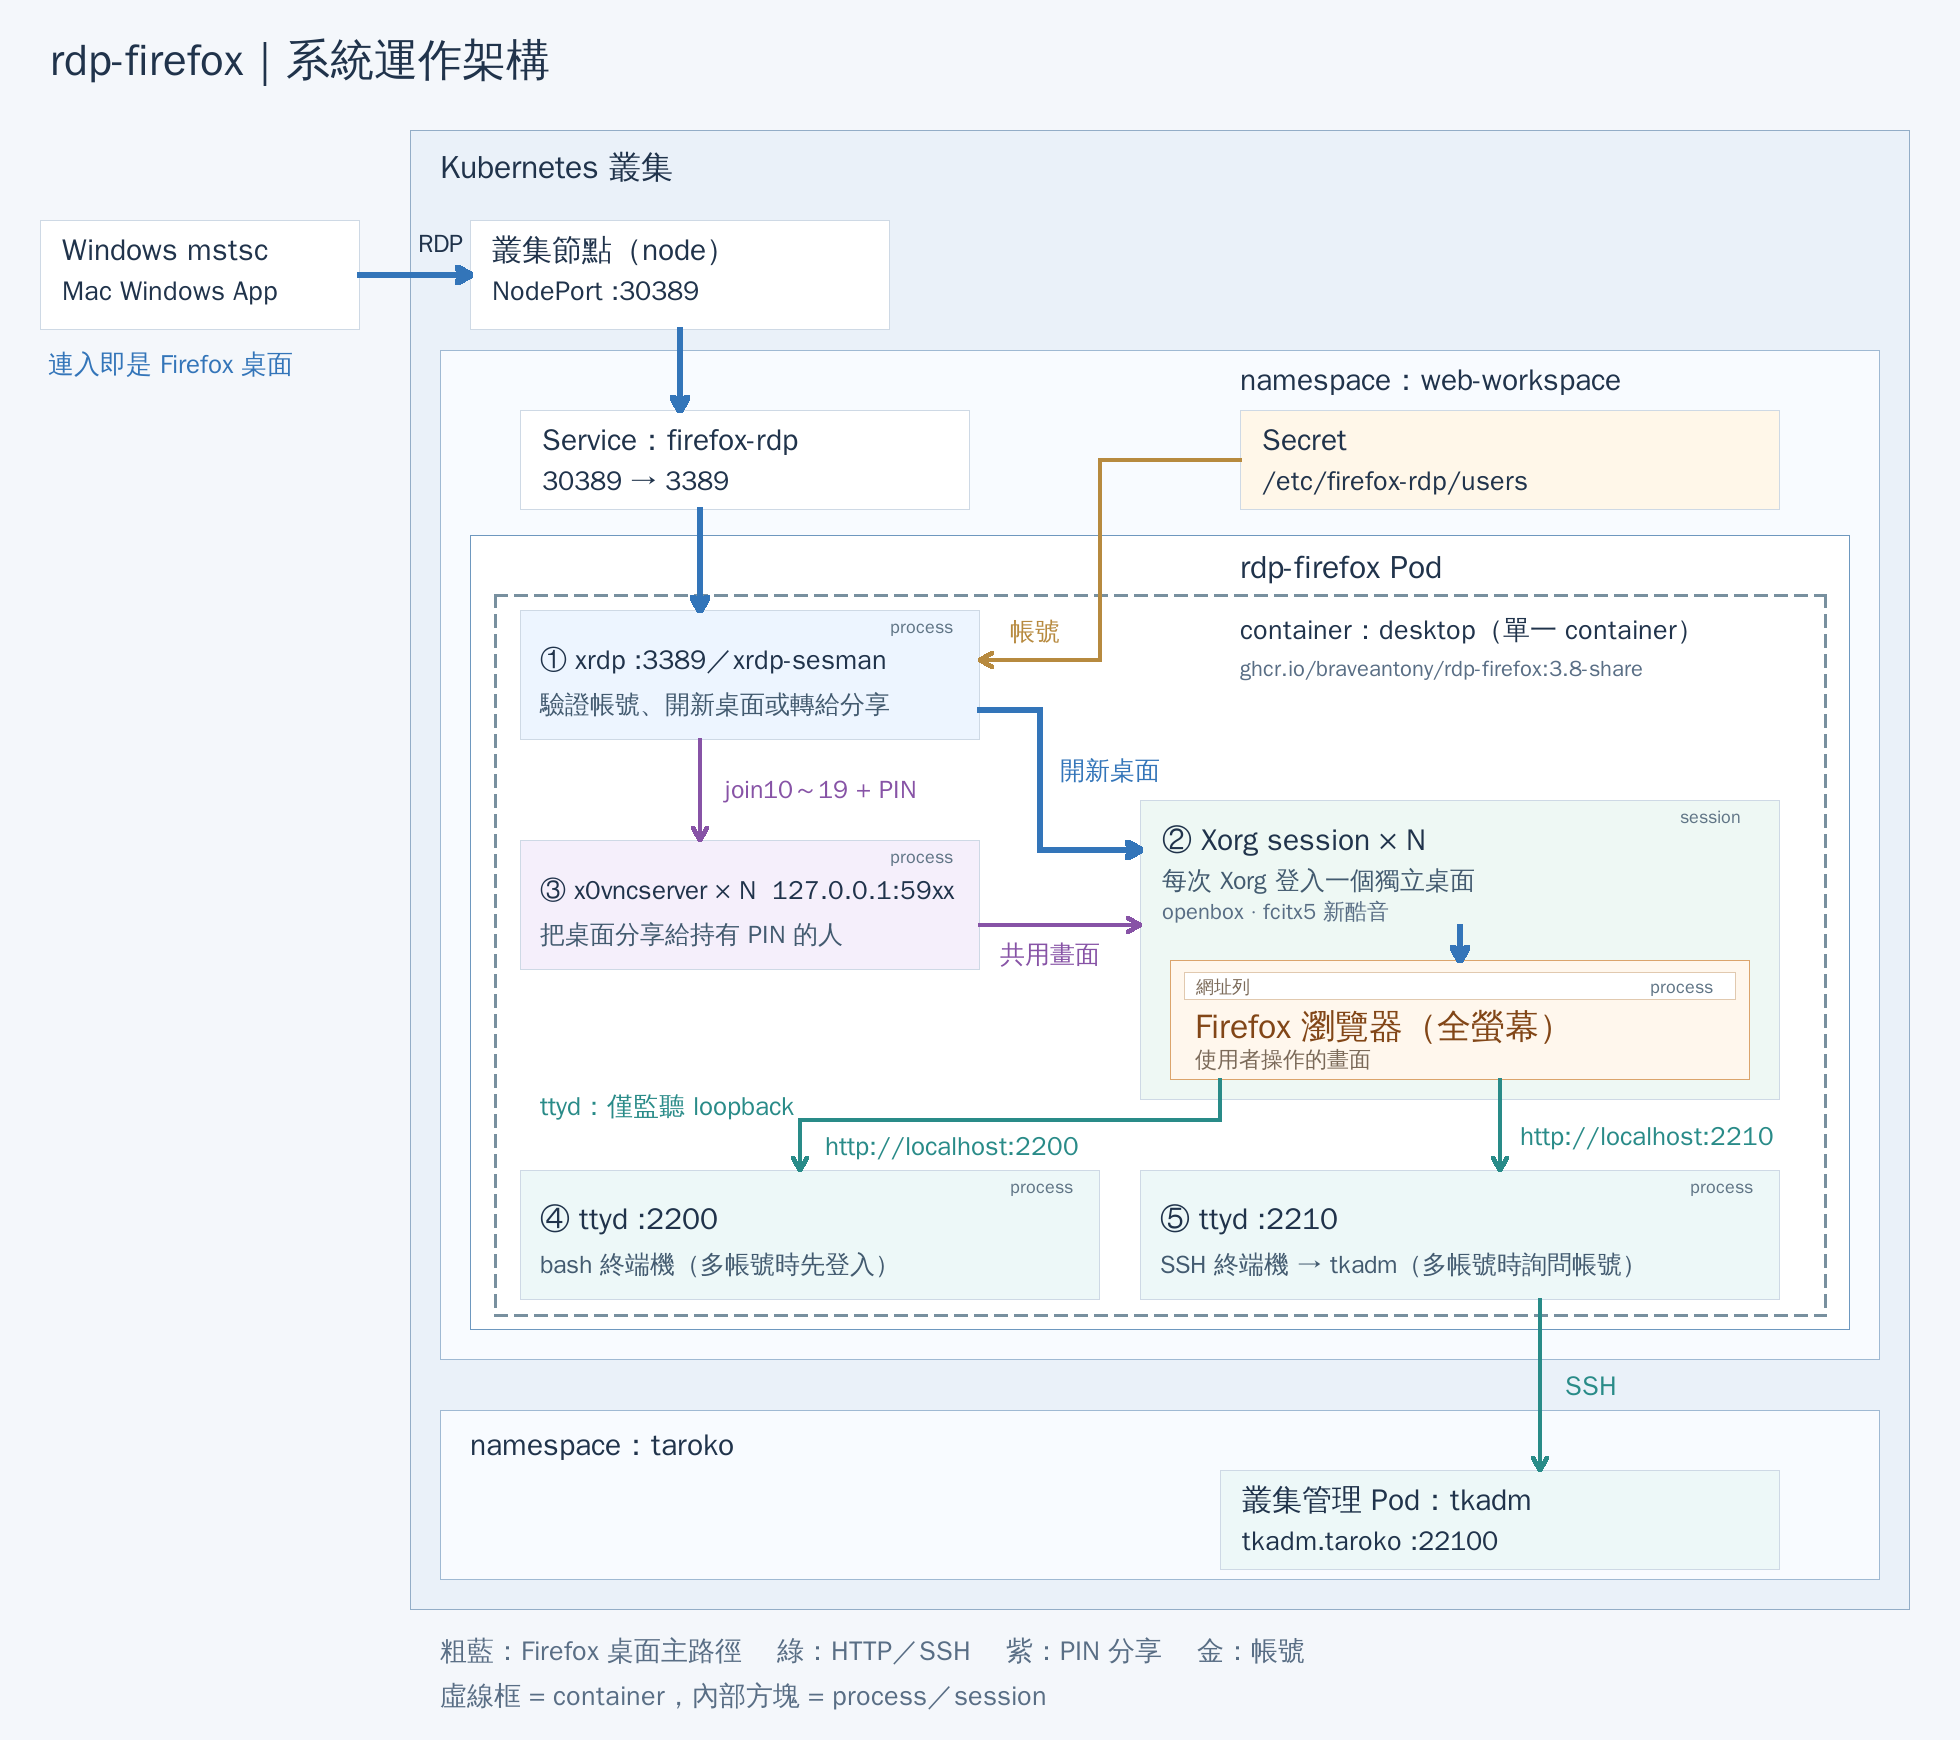 rdp-firefox｜系統運作架構
Kubernetes 叢集
Windows mstsc
Mac Windows App
RDP
叢集節點（node）
NodePort :30389
連入即是 Firefox 桌面
namespace：web-workspace
Service：firefox-rdp
30389 → 3389
Secret
/etc/firefox-rdp/users
rdp-firefox Pod
container：desktop（單一 container）
ghcr.io/braveantony/rdp-firefox:3.8-share
process
① xrdp :3389／xrdp-sesman
驗證帳號、開新桌面或轉給分享
帳號
開新桌面
join10～19 + PIN
process
③ x0vncserver × N 127.0.0.1:59xx
把桌面分享給持有 PIN 的人
共用畫面
session
② Xorg session × N
每次 Xorg 登入一個獨立桌面
openbox · fcitx5 新酷音
網址列
process
Firefox 瀏覽器（全螢幕）
使用者操作的畫面
ttyd：僅監聽 loopback
http://localhost:2200
http://localhost:2210
process
④ ttyd :2200
bash 終端機（多帳號時先登入）
process
⑤ ttyd :2210
SSH 終端機 → tkadm（多帳號時詢問帳號）
SSH
namespace：taroko
叢集管理 Pod：tkadm
tkadm.taroko :22100
粗藍：Firefox 桌面主路徑 綠：HTTP／SSH 紫：PIN 分享 金：帳號
虛線框 = container，內部方塊 = process／session